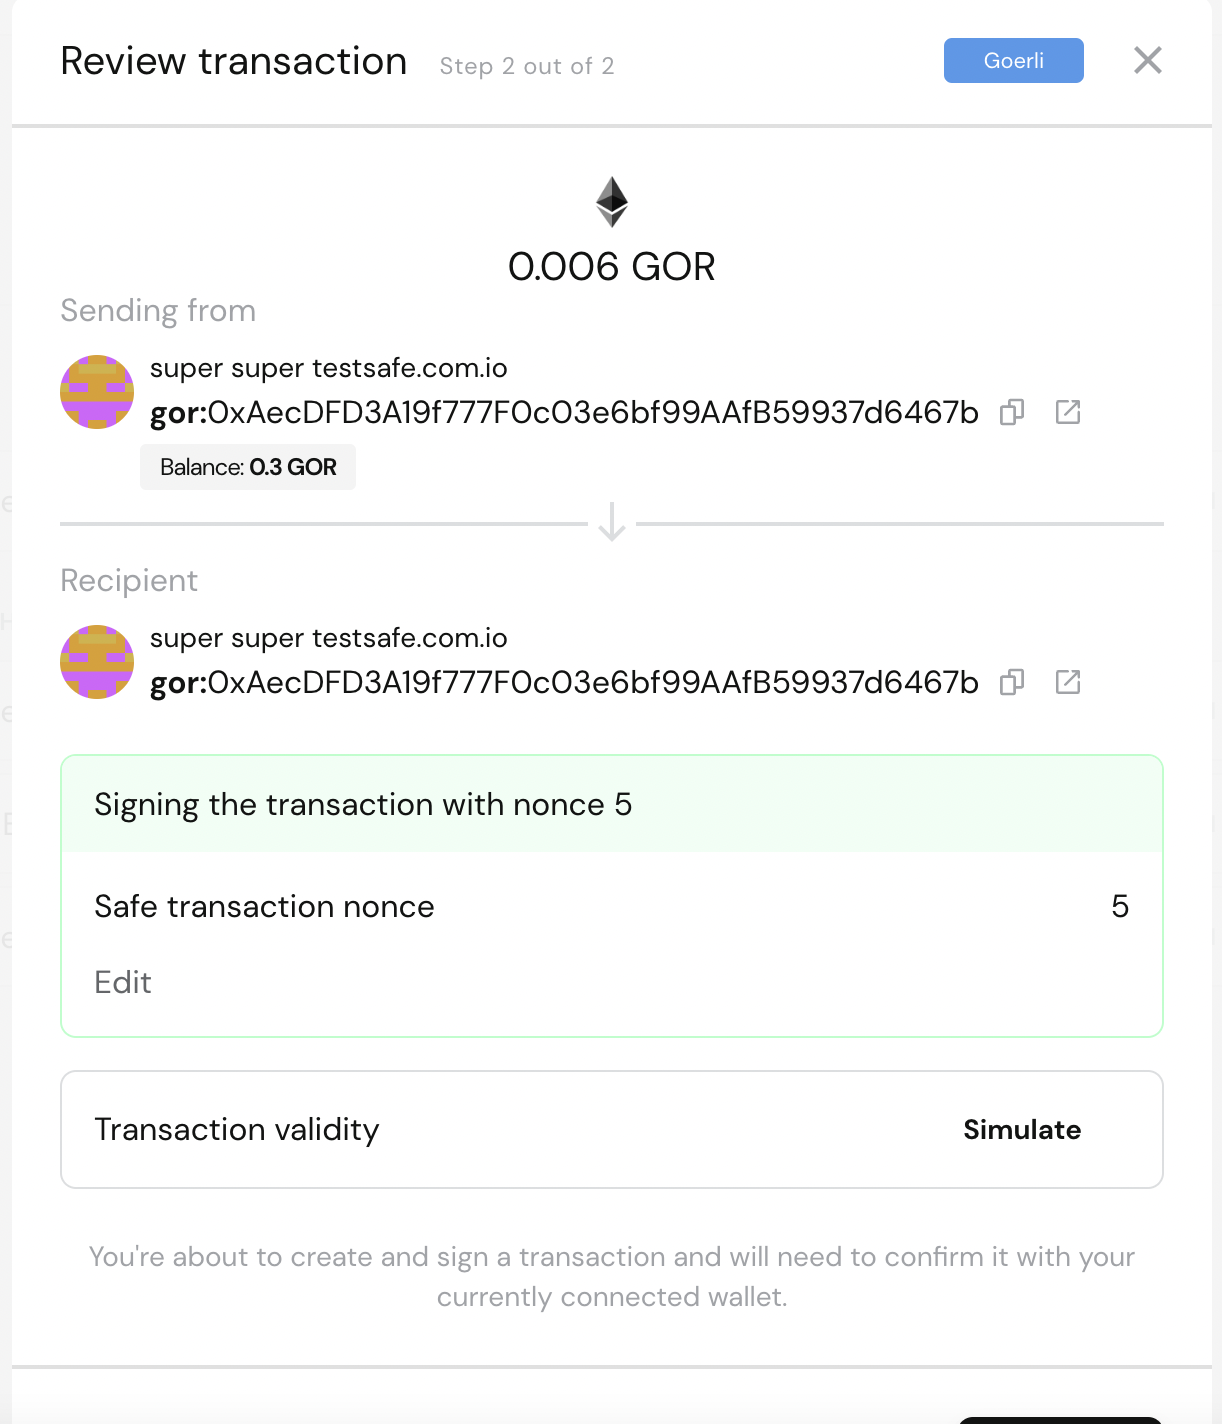 Review transaction Step 2 out of 2 Goerli
0.006 GOR
Sending from
super super testsafe.com.io
gor:0xAecDFD3A19f777F0c03e6bf99AAfB59937d6467b
Balance: 0.3 GOR
Recipient
super super testsafe.com.io
gor:0xAecDFD3A19f777F0c03e6bf99AAfB59937d6467b
Signing the transaction with nonce 5
Safe transaction nonce 5
Edit
Transaction validity Simulate
You're about to create and sign a transaction and will need to confirm it with your
currently connected wallet.